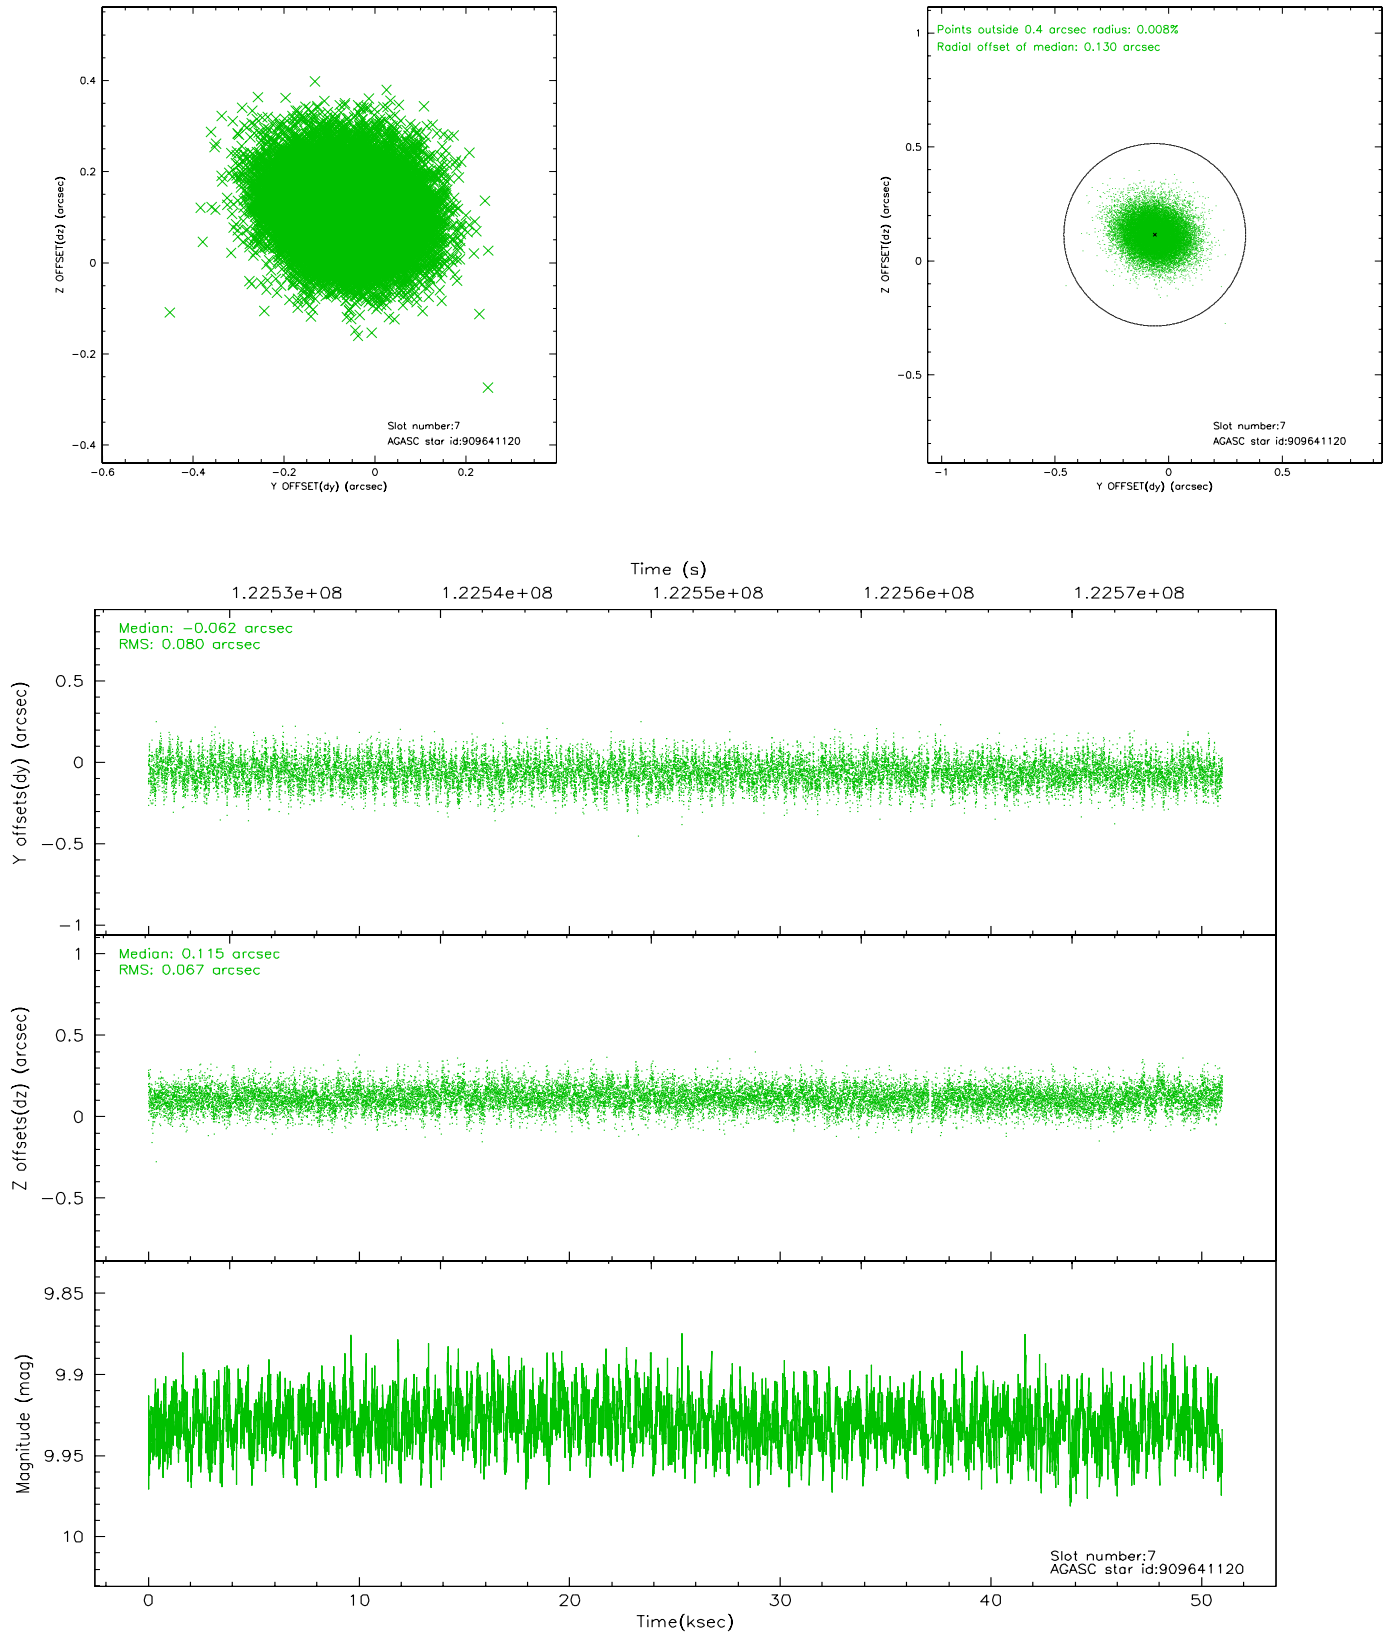 0.4
0.2
0
−0.2
−0.4
Z OFFSET(dz) (arcsec)
−0.6
−0.4
−0.2
0
0.2
Y OFFSET(dy) (arcsec)
Slot number:7
AGASC star id:909641120
Points outside 0.4 arcsec radius: 0.008%
Radial offset of median: 0.130 arcsec
1
0.5
0
−0.5
Z OFFSET(dz) (arcsec)
−1
−0.5
0
0.5
Y OFFSET(dy) (arcsec)
Slot number:7
AGASC star id:909641120
Time (s)
1.2253e+08
1.2254e+08
1.2255e+08
1.2256e+08
1.2257e+08
Median: −0.062 arcsec
RMS: 0.080 arcsec
0.5
0
−0.5
−1
Y offsets(dy) (arcsec)
Median: 0.115 arcsec
RMS: 0.067 arcsec
1
0.5
0
−0.5
Z offsets(dz) (arcsec)
9.85
9.9
9.95
10
Magnitude (mag)
Slot number:7
AGASC star id:909641120
0
10
20
30
40
50
Time(ksec)